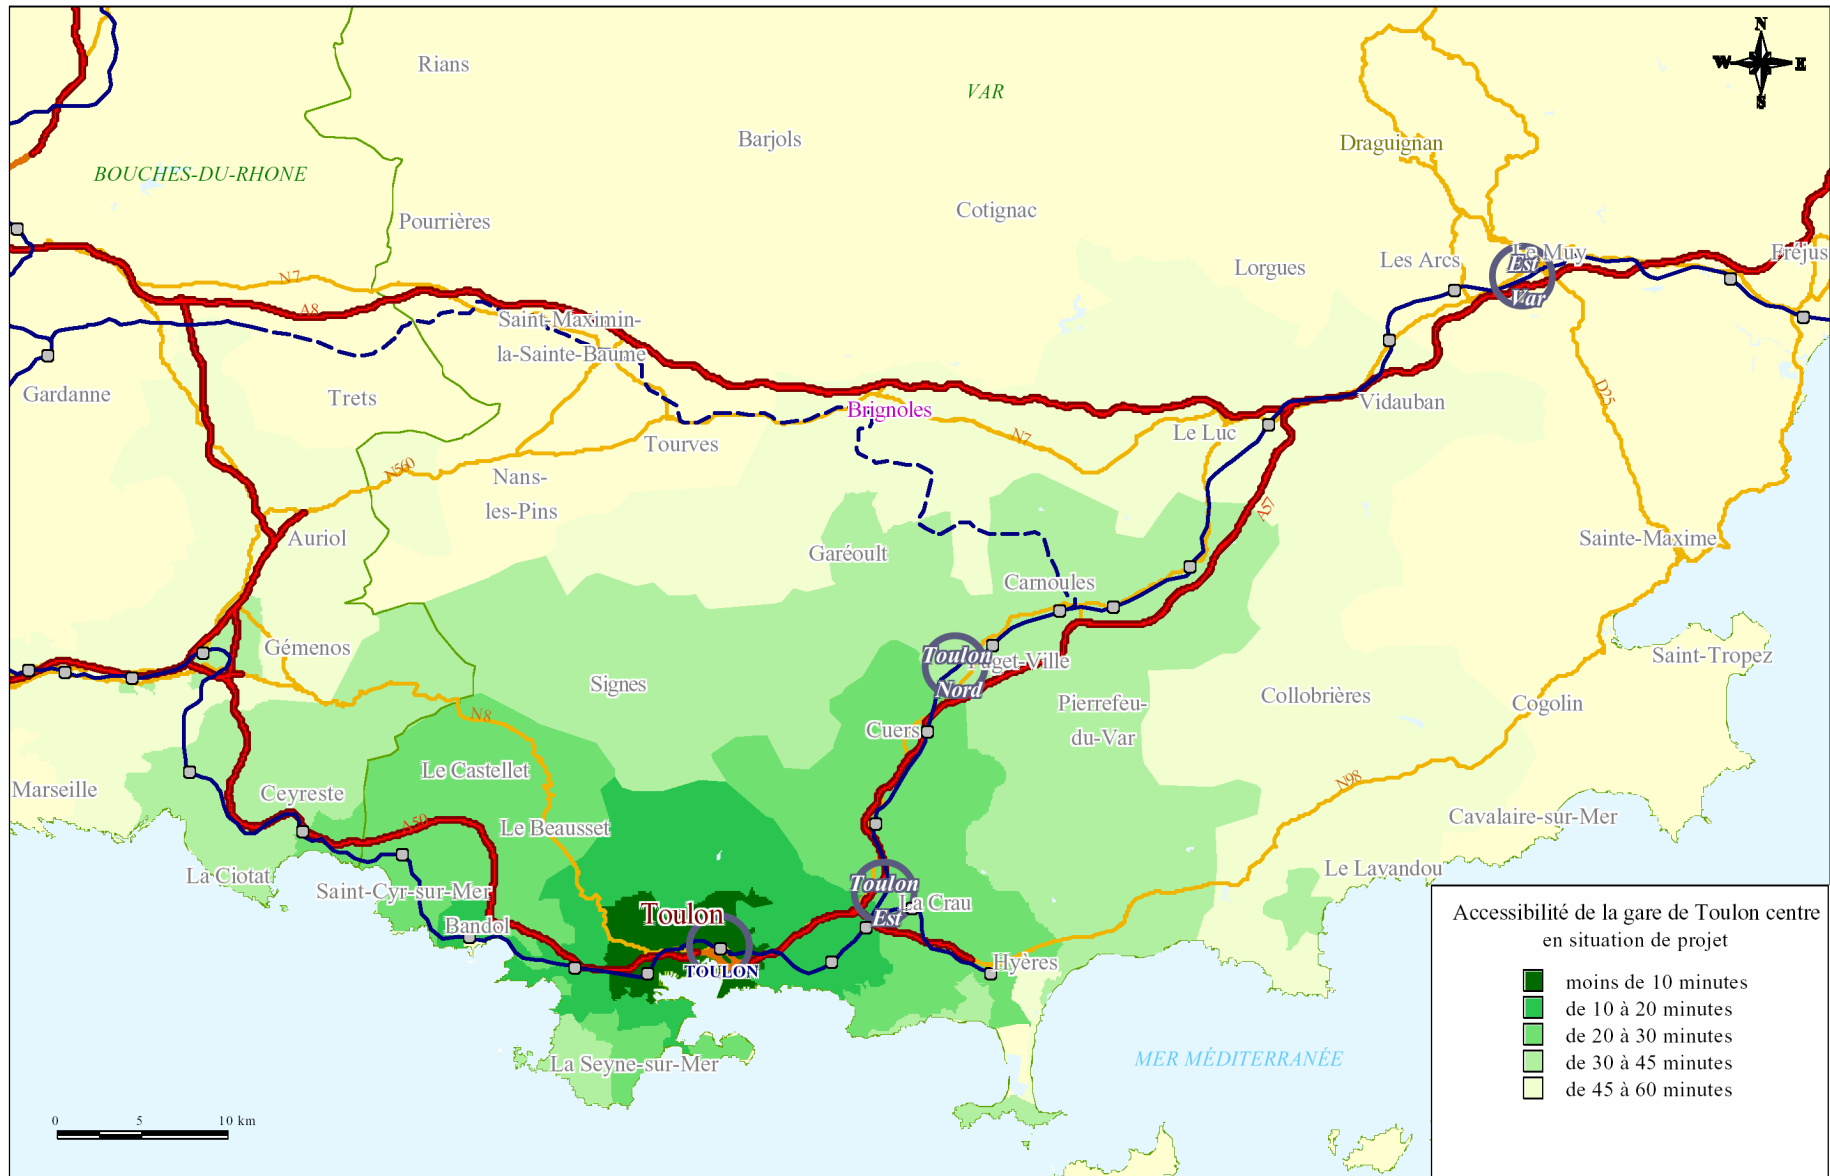 N
W E
S
Rians
VAR
Barjols
Draguignan
BOUCHES-DU-RHONE
Pourrières
Cotignac
Lorgues
Les Arcs
Le Muy
Fréjus
Est
Var
N7
A8
Saint-Maximin-
la-Sainte-Baume
Gardanne
Trets
Brignoles
Vidauban
D25
Tourves
N7
Le Luc
N560
Nans-
les-Pins
A57
Auriol
Garéoult
Sainte-Maxime
Carnoules
Gémenos
Toulon
Nord
Puget-Ville
Saint-Tropez
Signes
Collobrières
Cogolin
Pierrefeu-
du-Var
N8
Cuers
Le Castellet
Marseille
Ceyreste
N98
A50
Le Beausset
Cavalaire-sur-Mer
La Ciotat
Saint-Cyr-sur-Mer
Le Lavandou
Toulon
Est
La Crau
Toulon
Bandol
TOULON
Hyères
La Seyne-sur-Mer
MER MÉDITERRANÉE
Accessibilité de la gare de Toulon centre
en situation de projet
moins de 10 minutes
de 10 à 20 minutes
de 20 à 30 minutes
de 30 à 45 minutes
de 45 à 60 minutes
0 5 10 km